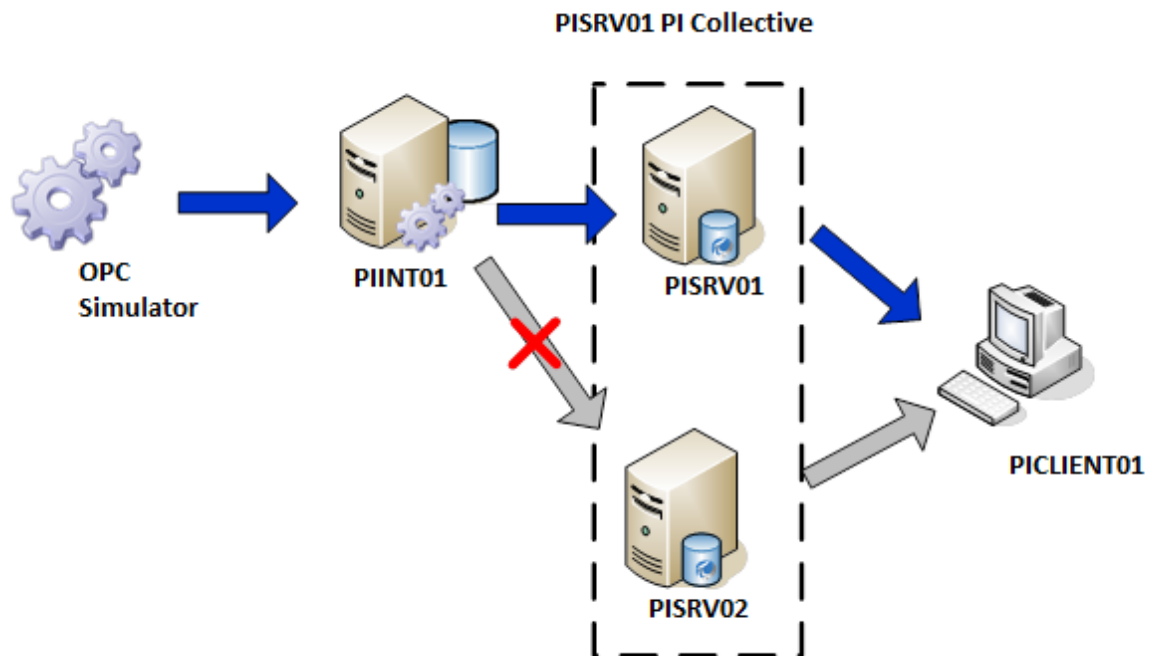 PISRV01 PI Collective
OPC
Simulator
PIINT01
PISRV01
PISRV02
PICLIENT01